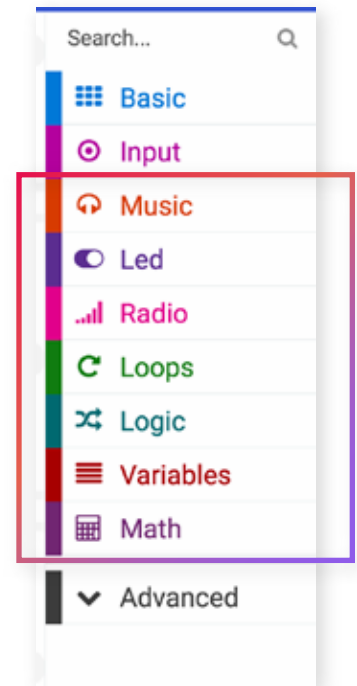 Search...
Basic
Input
Music
Led
Radio
Loops
Logic
Variables
Math
Advanced